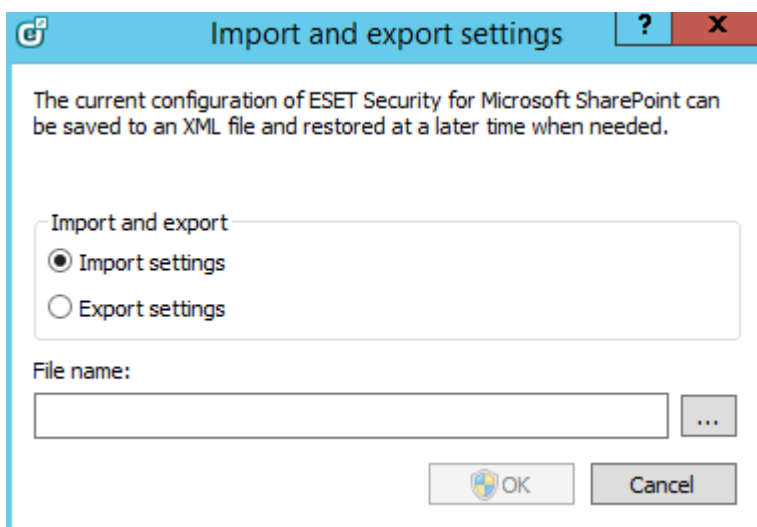 Import and export settings
?
x
The current configuration of ESET Security for Microsoft SharePoint can
be saved to an XML file and restored at a later time when needed.
Import and export
Import settings
Export settings
File name:
...
OK
Cancel